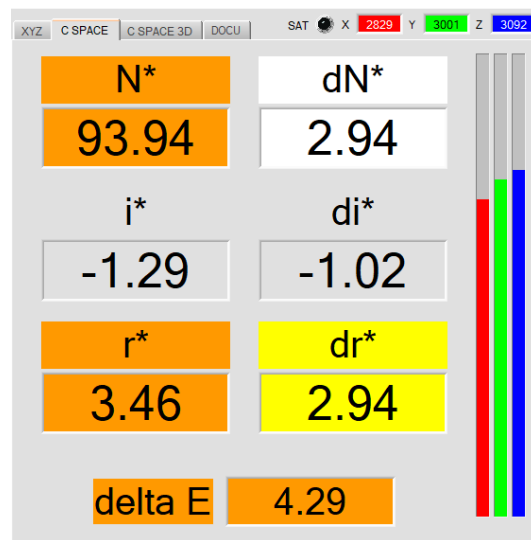 XYZ C SPACE C SPACE 3D DOCU SAT X 2829 Y 3001 Z 3092
N* dN*
93.94 2.94
i* di*
-1.29 -1.02
r* dr*
3.46 2.94
delta E 4.29